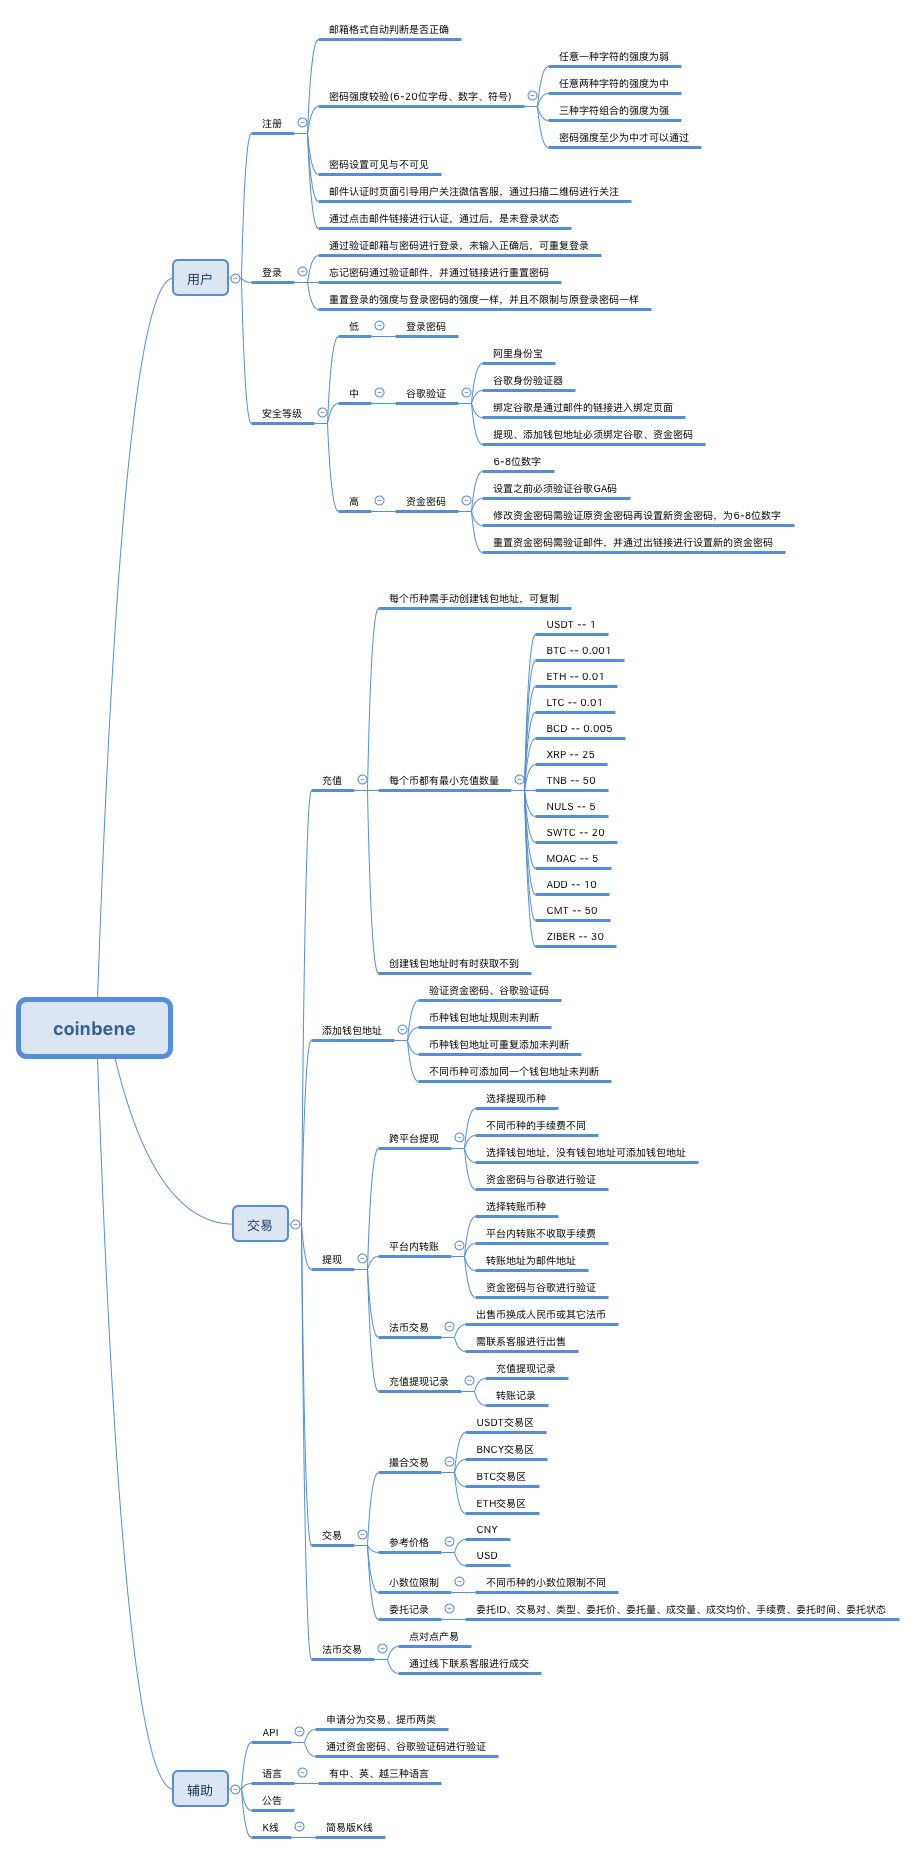 coinbene
用户
注册
邮箱格式自动判断是否正确
密码强度较验(6-20位字母、数字、符号)
任意一种字符的强度为弱
任意两种字符的强度为中
三种字符组合的强度为强
密码强度至少为中才可以通过
密码设置可见与不可见
邮件认证时页面引导用户关注微信客服，通过扫描二维码进行关注
通过点击邮件链接进行认证，通过后，是未登录状态
登录
通过验证邮箱与密码进行登录，未输入正确后，可重复登录
忘记密码通过验证邮件，并通过链接进行重置密码
重置登录的强度与登录密码的强度一样，并且不限制与原登录密码一样
安全等级
低
登录密码
中
谷歌验证
阿里身份宝
谷歌身份验证器
绑定谷歌是通过邮件的链接进入绑定页面
提现、添加钱包地址必须绑定谷歌、资金密码
高
资金密码
6-8位数字
设置之前必须验证谷歌GA码
修改资金密码需验证原资金密码再设置新资金密码，为6-8位数字
重置资金密码需验证邮件，并通过出链接进行设置新的资金密码
交易
充值
每个币种需手动创建钱包地址，可复制
每个币都有最小充值数量
USDT -- 1
BTC -- 0.001
ETH -- 0.01
LTC -- 0.01
BCD -- 0.005
XRP -- 25
TNB -- 50
NULS -- 5
SWTC -- 20
MOAC -- 5
ADD -- 10
CMT -- 50
ZIBER -- 30
创建钱包地址时有时获取不到
添加钱包地址
验证资金密码、谷歌验证码
币种钱包地址规则未判断
币种钱包地址可重复添加未判断
不同币种可添加同一个钱包地址未判断
提现
跨平台提现
选择提现币种
不同币种的手续费不同
选择钱包地址，没有钱包地址可添加钱包地址
资金密码与谷歌进行验证
平台内转账
选择转账币种
平台内转账不收取手续费
转账地址为邮件地址
资金密码与谷歌进行验证
法币交易
出售币换成人民币或其它法币
需联系客服进行出售
充值提现记录
充值提现记录
转账记录
交易
撮合交易
USDT交易区
BNCY交易区
BTC交易区
ETH交易区
参考价格
CNY
USD
小数位限制
不同币种的小数位限制不同
委托记录
委托ID、交易对、类型、委托价、委托量、成交量、成交均价、手续费、委托时间、委托状态
法币交易
点对点产易
通过线下联系客服进行成交
辅助
API
申请分为交易、提币两类
通过资金密码、谷歌验证码进行验证
语言
有中、英、越三种语言
公告
K线
简易版K线